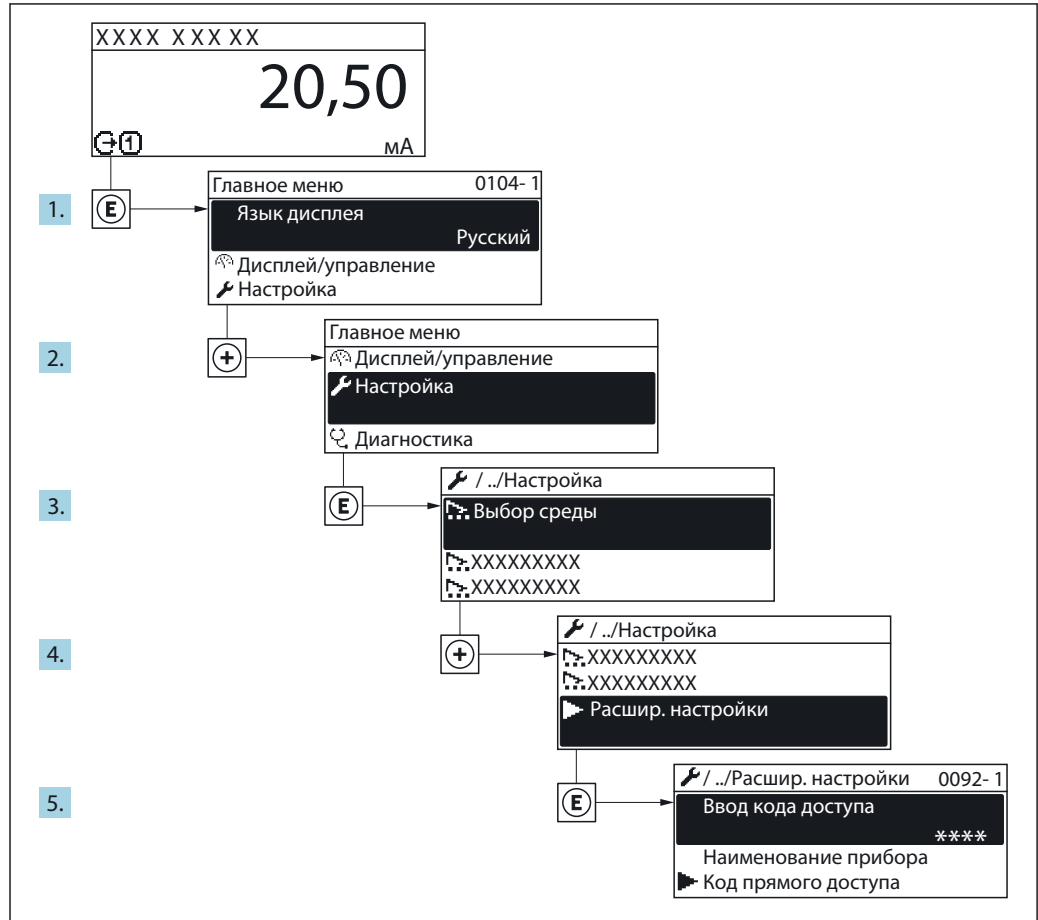 XXXX XXX XX
20,50
мА
1.
E
Главное меню 0104-1
Язык дисплея
Русский
Дисплей/управление
Настройка
2.
+
Главное меню
Дисплей/управление
Настройка
Диагностика
3.
E
/ ../Настройка
Выбор среды
XXXXXXXXX
XXXXXXXXX
4.
+
/ ../Настройка
XXXXXXXXX
XXXXXXXXX
Расшир. настройки
5.
E
/ ../Расшир. настройки 0092-1
Ввод кода доступа
****
Наименование прибора
Код прямого доступа